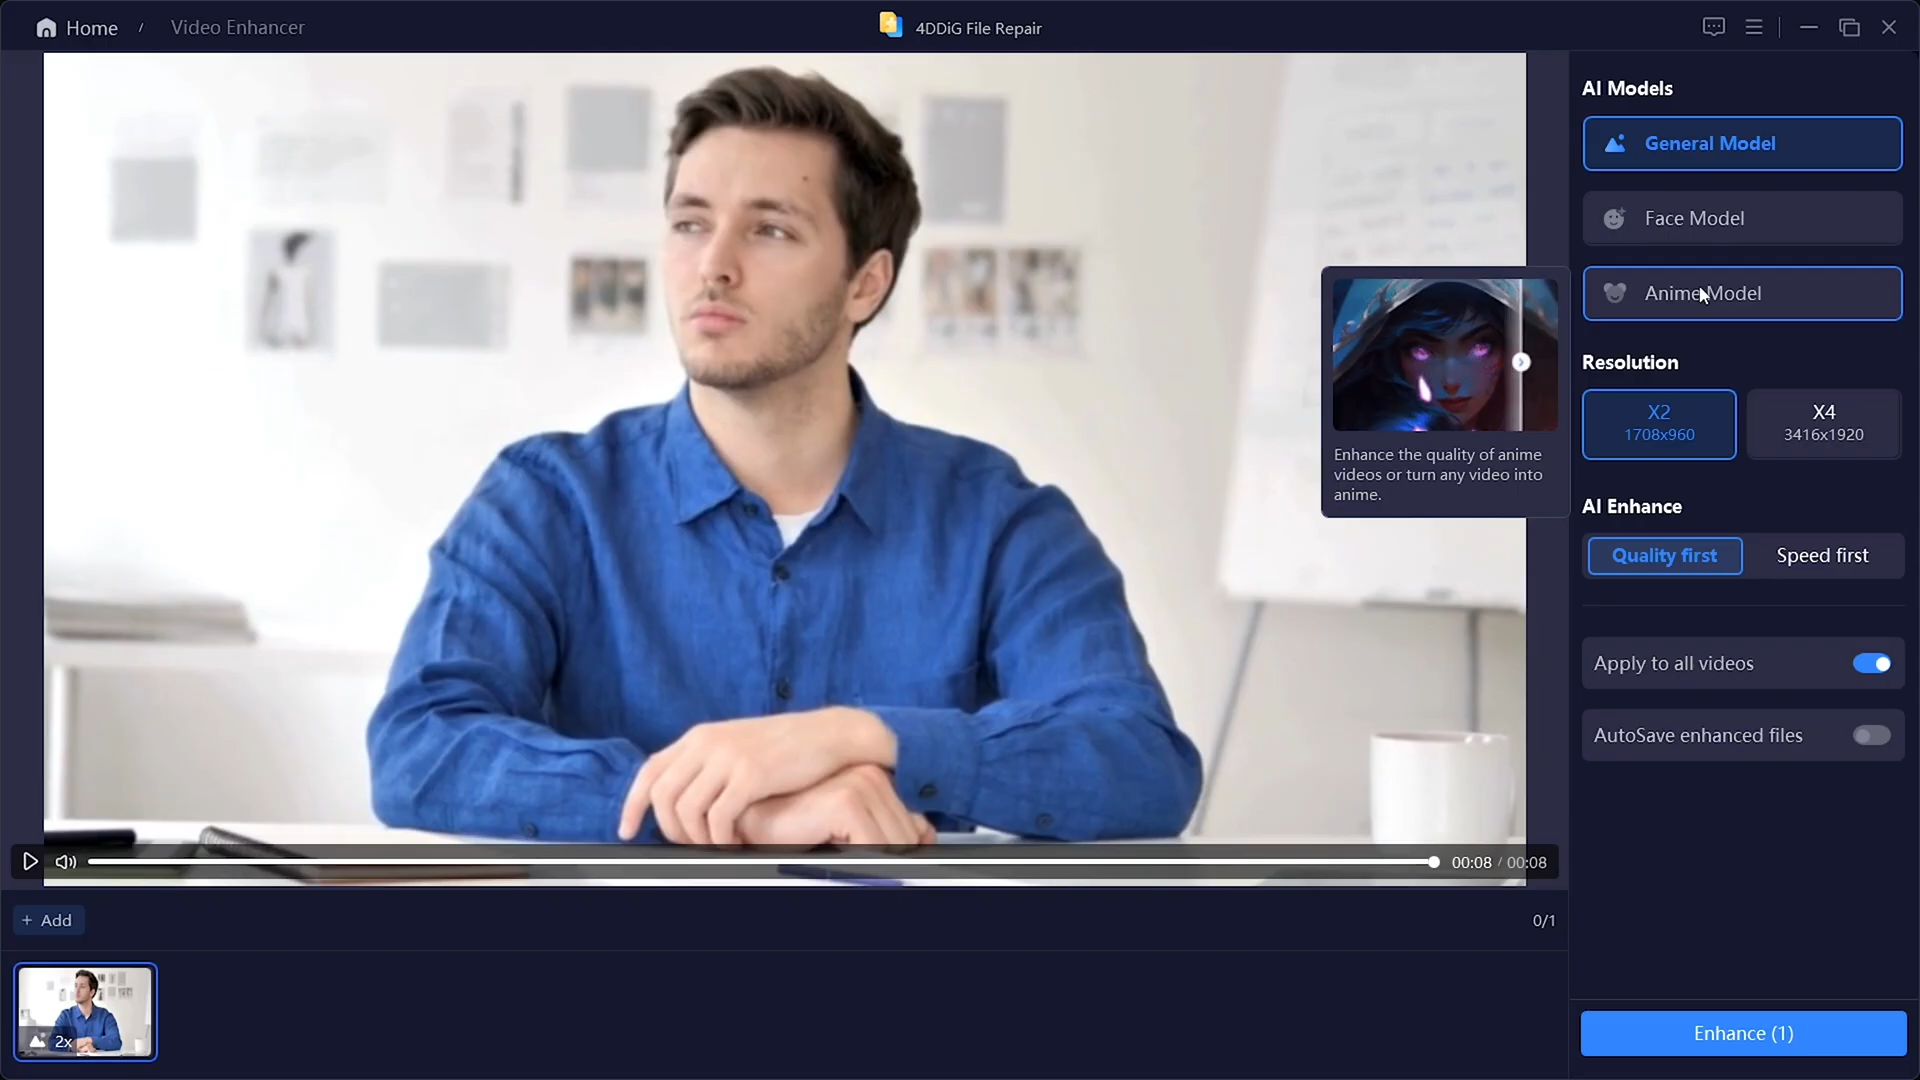 Home / Video Enhancer
4DDiG File Repair
AI Models
General Model
Face Model
Anime Model
Enhance the quality of anime
videos or turn any video into
anime.
Resolution
X2
1708x960
X4
3416x1920
AI Enhance
Quality first
Speed first
Apply to all videos
AutoSave enhanced files
00:08 / 00:08
+ Add
0/1
2x
Enhance (1)